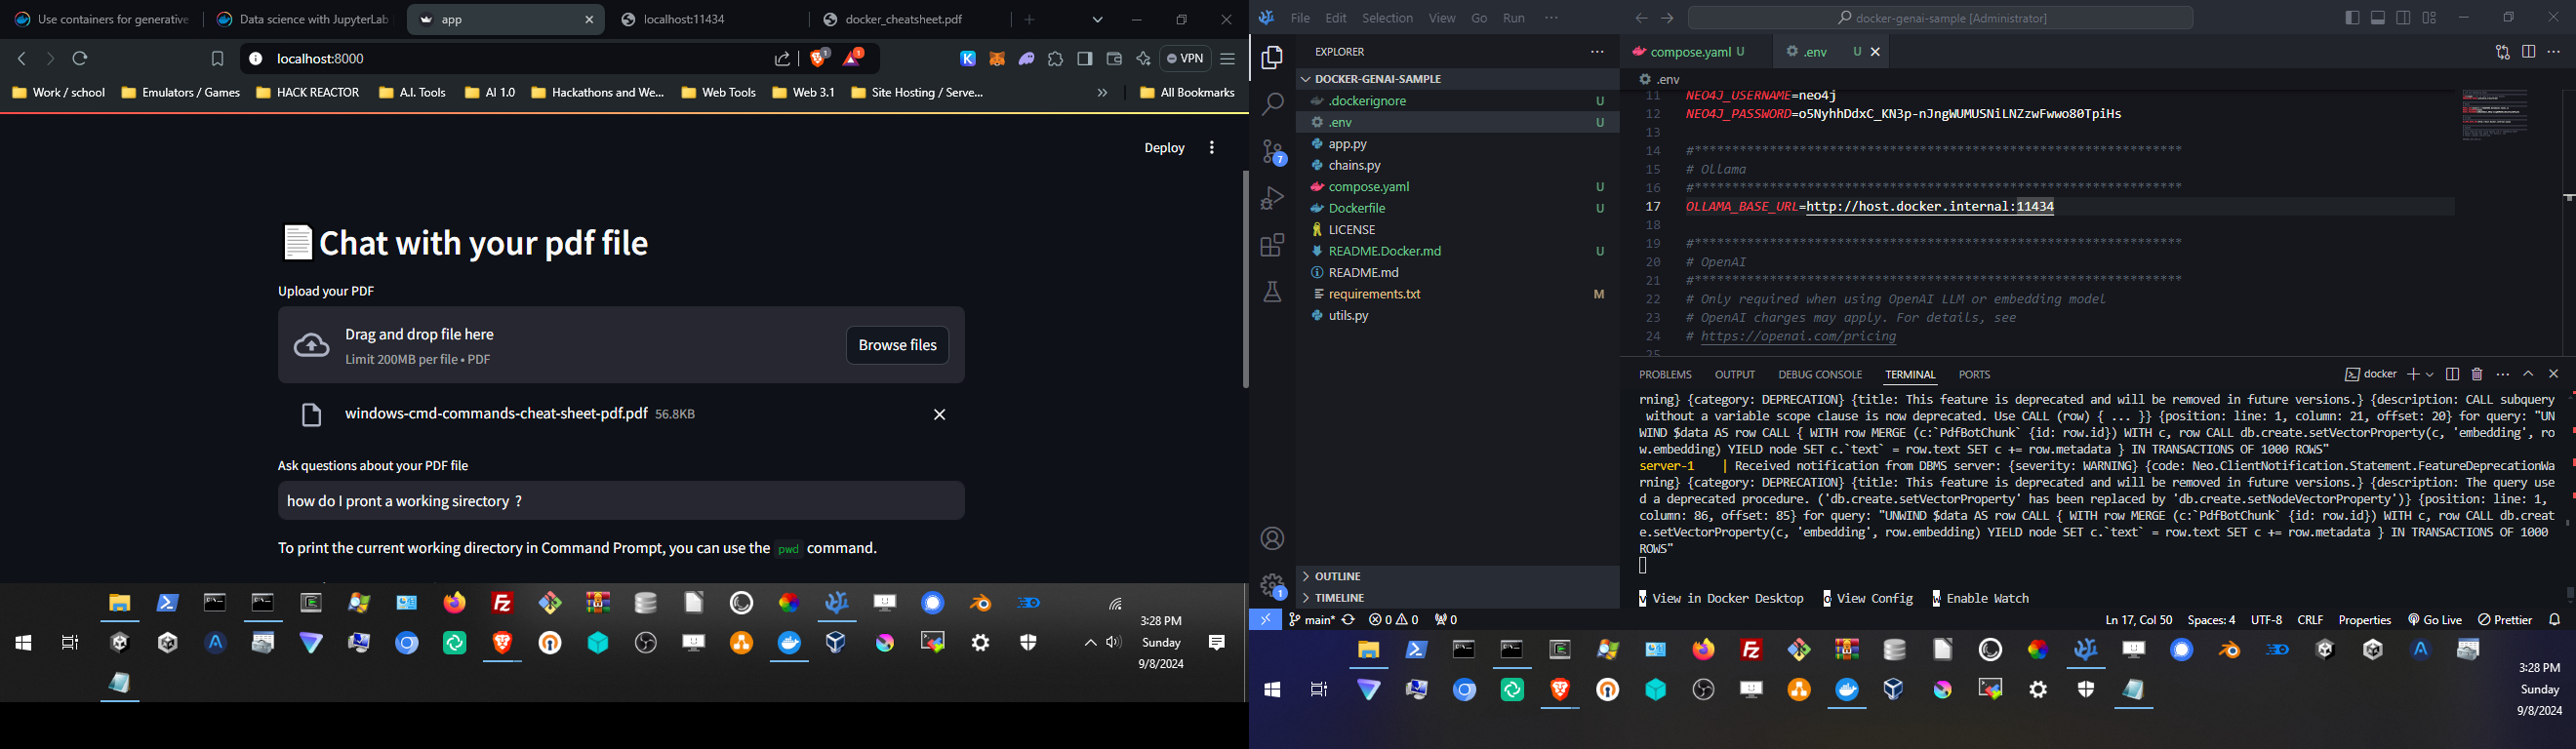 Use containers for generative
Data science with JupyterLab
app
localhost:11434
docker_cheatsheet.pdf
localhost:8000
VPN
Work / school
Emulators / Games
HACK REACTOR
A.I. Tools
AI 1.0
Hackathons and We...
Web Tools
Web 3.1
Site Hosting / Serve...
All Bookmarks
Deploy
Chat with your pdf file
Upload your PDF
Drag and drop file here
Limit 200MB per file • PDF
Browse files
windows-cmd-commands-cheat-sheet-pdf.pdf 56.8KB
Ask questions about your PDF file
how do I pront a working sirectory ?
To print the current working directory in Command Prompt, you can use the pwd command.
3:28 PM
Sunday
9/8/2024
File Edit Selection View Go Run ...
docker-genai-sample [Administrator]
EXPLORER
DOCKER-GENAI-SAMPLE
.dockerignore U
.env U
app.py
chains.py
compose.yaml U
Dockerfile U
LICENSE
README.Docker.md U
README.md
requirements.txt M
utils.py
OUTLINE
TIMELINE
compose.yaml U
.env U
.env
11 NEO4J_USERNAME=neo4j
12 NEO4J_PASSWORD=o5NyhhDdxC_KN3p-nJngWUMUSNiLNZzwFwwo80TpiHs
13
14 #*****************************************************************
15 # Ollama
16 #*****************************************************************
17 OLLAMA_BASE_URL=http://host.docker.internal:11434
18
19 #*****************************************************************
20 # OpenAI
21 #*****************************************************************
22 # Only required when using OpenAI LLM or embedding model
23 # OpenAI charges may apply. For details, see
24 # https://openai.com/pricing
25
PROBLEMS OUTPUT DEBUG CONSOLE TERMINAL PORTS
docker
rning} {category: DEPRECATION} {title: This feature is deprecated and will be removed in future versions.} {description: CALL subquery
without a variable scope clause is now deprecated. Use CALL (row) { ... }} {position: line: 1, column: 21, offset: 20} for query: "UN
WIND $data AS row CALL { WITH row MERGE (c:`PdfBotChunk` {id: row.id}) WITH c, row CALL db.create.setVectorProperty(c, 'embedding', ro
w.embedding) YIELD node SET c.`text` = row.text SET c += row.metadata } IN TRANSACTIONS OF 1000 ROWS"
server-1 | Received notification from DBMS server: {severity: WARNING} {code: Neo.ClientNotification.Statement.FeatureDeprecationWa
rning} {category: DEPRECATION} {title: This feature is deprecated and will be removed in future versions.} {description: The query use
d a deprecated procedure. ('db.create.setVectorProperty' has been replaced by 'db.create.setNodeVectorProperty')} {position: line: 1,
column: 86, offset: 85} for query: "UNWIND $data AS row CALL { WITH row MERGE (c:`PdfBotChunk` {id: row.id}) WITH c, row CALL db.creat
e.setVectorProperty(c, 'embedding', row.embedding) YIELD node SET c.`text` = row.text SET c += row.metadata } IN TRANSACTIONS OF 1000
ROWS"
v View in Docker Desktop o View Config w Enable Watch
main* 0 0 0
Ln 17, Col 50 Spaces: 4 UTF-8 CRLF Properties Go Live Prettier
3:28 PM
Sunday
9/8/2024